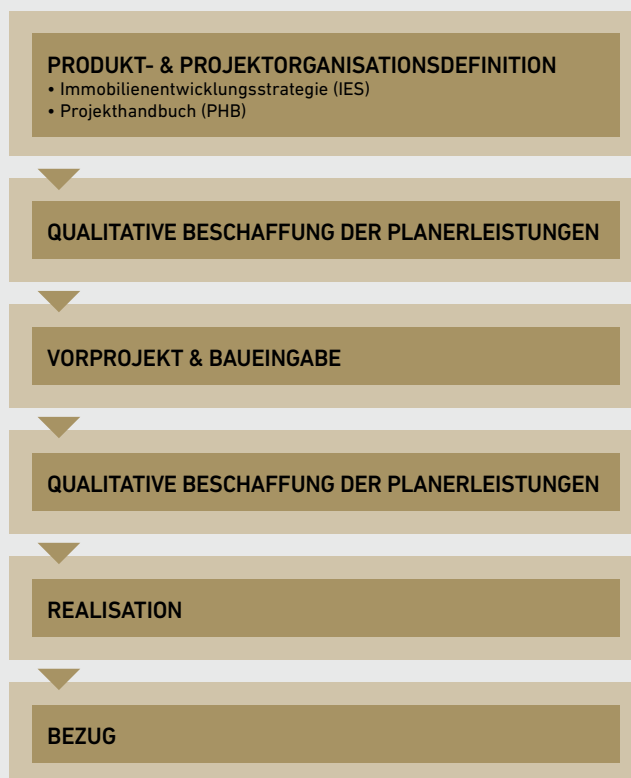 PRODUKT- & PROJEKTORGANISATIONSDEFINITION
• Immobilienentwicklungsstrategie (IES)
• Projekthandbuch (PHB)
QUALITATIVE BESCHAFFUNG DER PLANERLEISTUNGEN
VORPROJEKT & BAUEINGABE
QUALITATIVE BESCHAFFUNG DER PLANERLEISTUNGEN
REALISATION
BEZUG